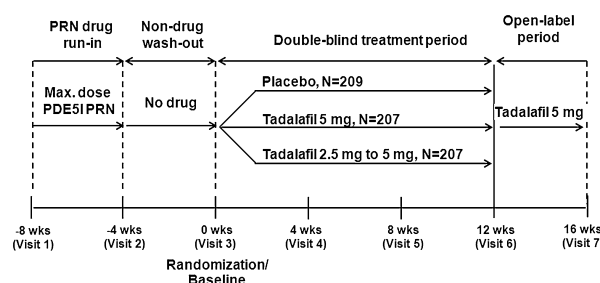 PRN drug
run-in
Non-drug
wash-out
Double-blind treatment period
Open-label
period
Max. dose
PDE5I PRN
No drug
Placebo, N=209
Tadalafil 5 mg, N=207
Tadalafil 2.5 mg to 5 mg, N=207
Tadalafil 5 mg
-8 wks
(Visit 1)
-4 wks
(Visit 2)
0 wks
(Visit 3)
4 wks
(Visit 4)
8 wks
(Visit 5)
12 wks
(Visit 6)
16 wks
(Visit 7)
Randomization/
Baseline